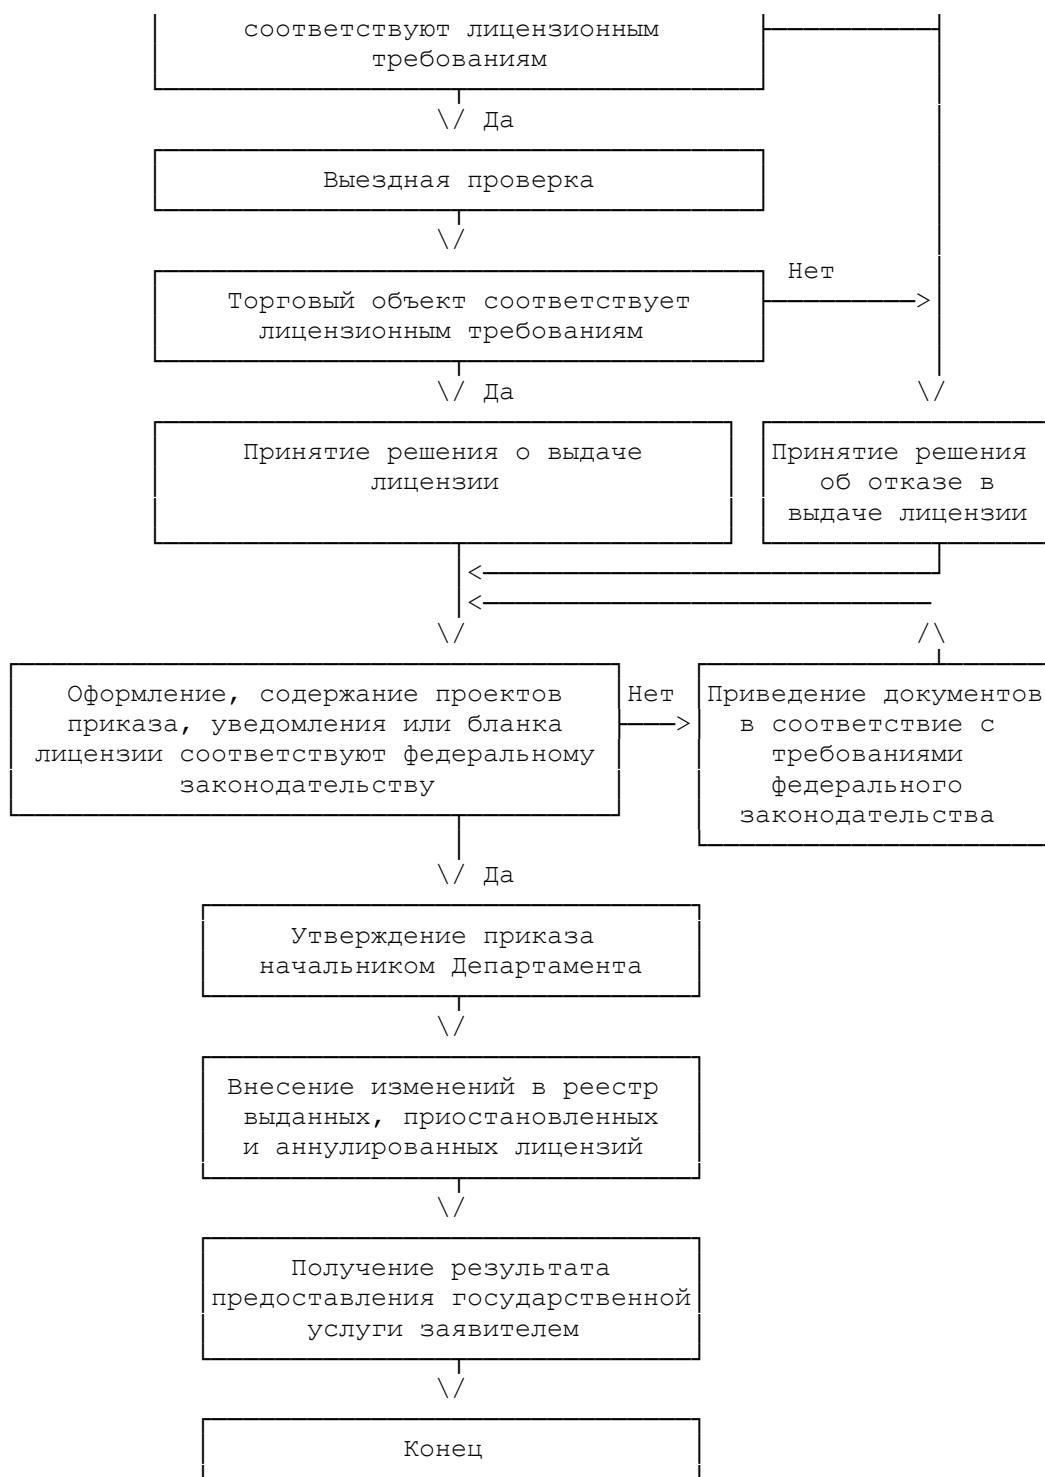 соответствуют лицензионным
требованиям
\/ Да
Выездная проверка
\/
Нет
Торговый объект соответствует
>
лицензионным требованиям
\/ Да
\/
Принятие решения о выдаче
лицензии
Принятие решения
об отказе в
выдаче лицензии
<
<
\/
/\
Оформление, содержание проектов
приказа, уведомления или бланка
лицензии соответствуют федеральному
законодательству
Нет
>
Приведение документов
в соответствие с
требованиями
федерального
законодательства
\/ Да
Утверждение приказа
начальником Департамента
\/
Внесение изменений в реестр
выданных, приостановленных
и аннулированных лицензий
\/
Получение результата
предоставления государственной
услуги заявителем
\/
Конец